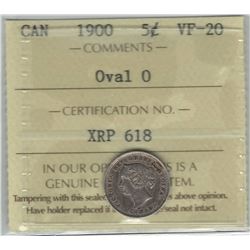 CAN 1900 5¢ VF-20
— COMMENTS —
Oval 0
— CERTIFICATION NO. —
XRP 618
IN OUR OP IS A
GENUINE TEM.
Tampering with this sealed s above opinion.
Have holder replaced if seal not intact.